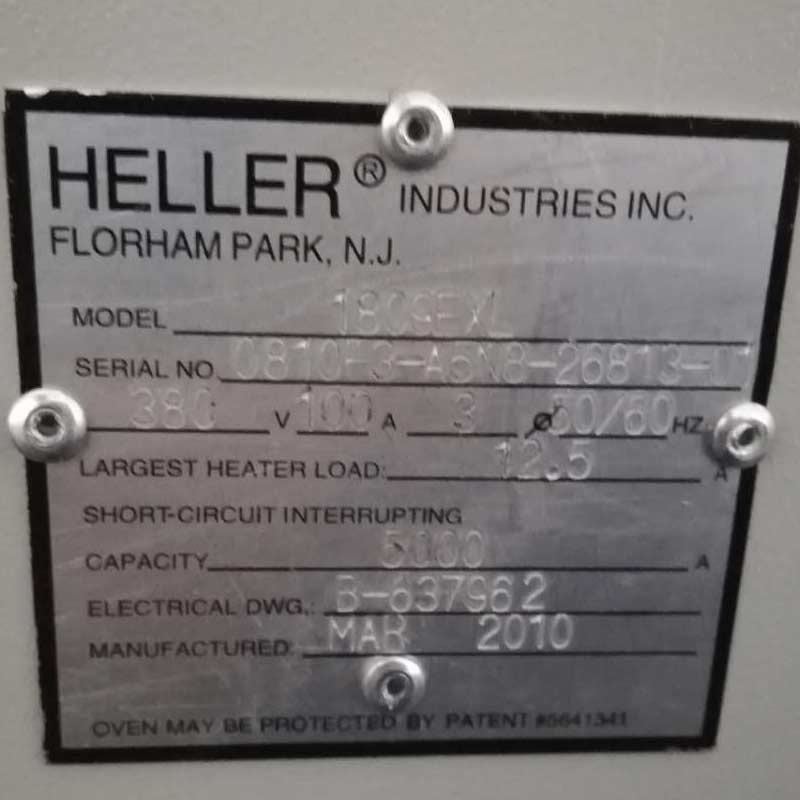 HELLER® INDUSTRIES INC.
FLORHAM PARK, N.J.
MODEL 1809EXL
SERIAL NO.
380 V 100 A 3 Ø 50/60 HZ
LARGEST HEATER LOAD: 12.5 A
SHORT-CIRCUIT INTERRUPTING
CAPACITY 5000 A
ELECTRICAL DWG.: B-637962
MANUFACTURED: MAR 2010
OVEN MAY BE PROTECTED BY PATENT #5641341